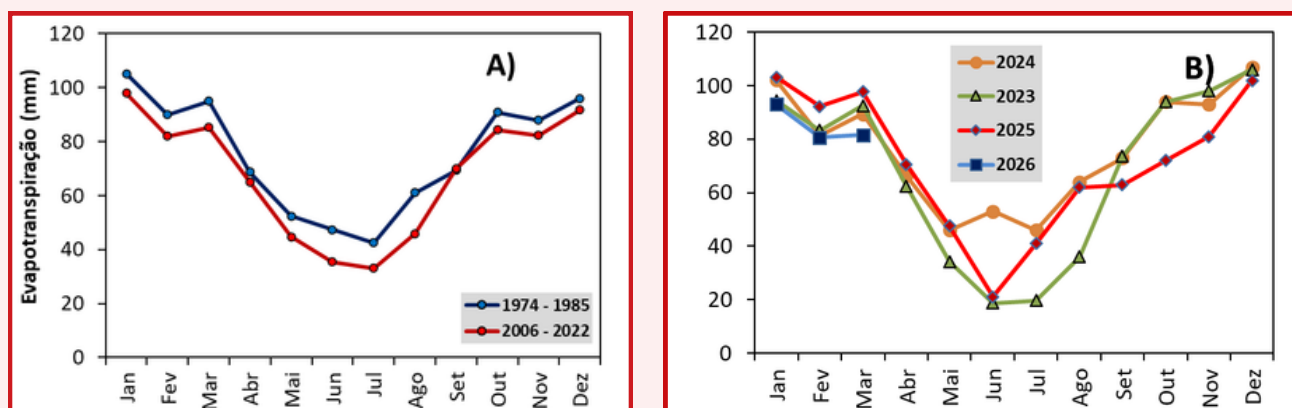 A)
Evapotranspiração (mm)
120
100
80
60
40
20
0
Jan
Fev
Mar
Abr
Mai
Jun
Jul
Ago
Set
Out
Nov
Dez
1974 - 1985
2006 - 2022
B)
120
100
80
60
40
20
0
Jan
Fev
Mar
Abr
Mai
Jun
Jul
Ago
Set
Out
Nov
Dez
2024
2023
2025
2026